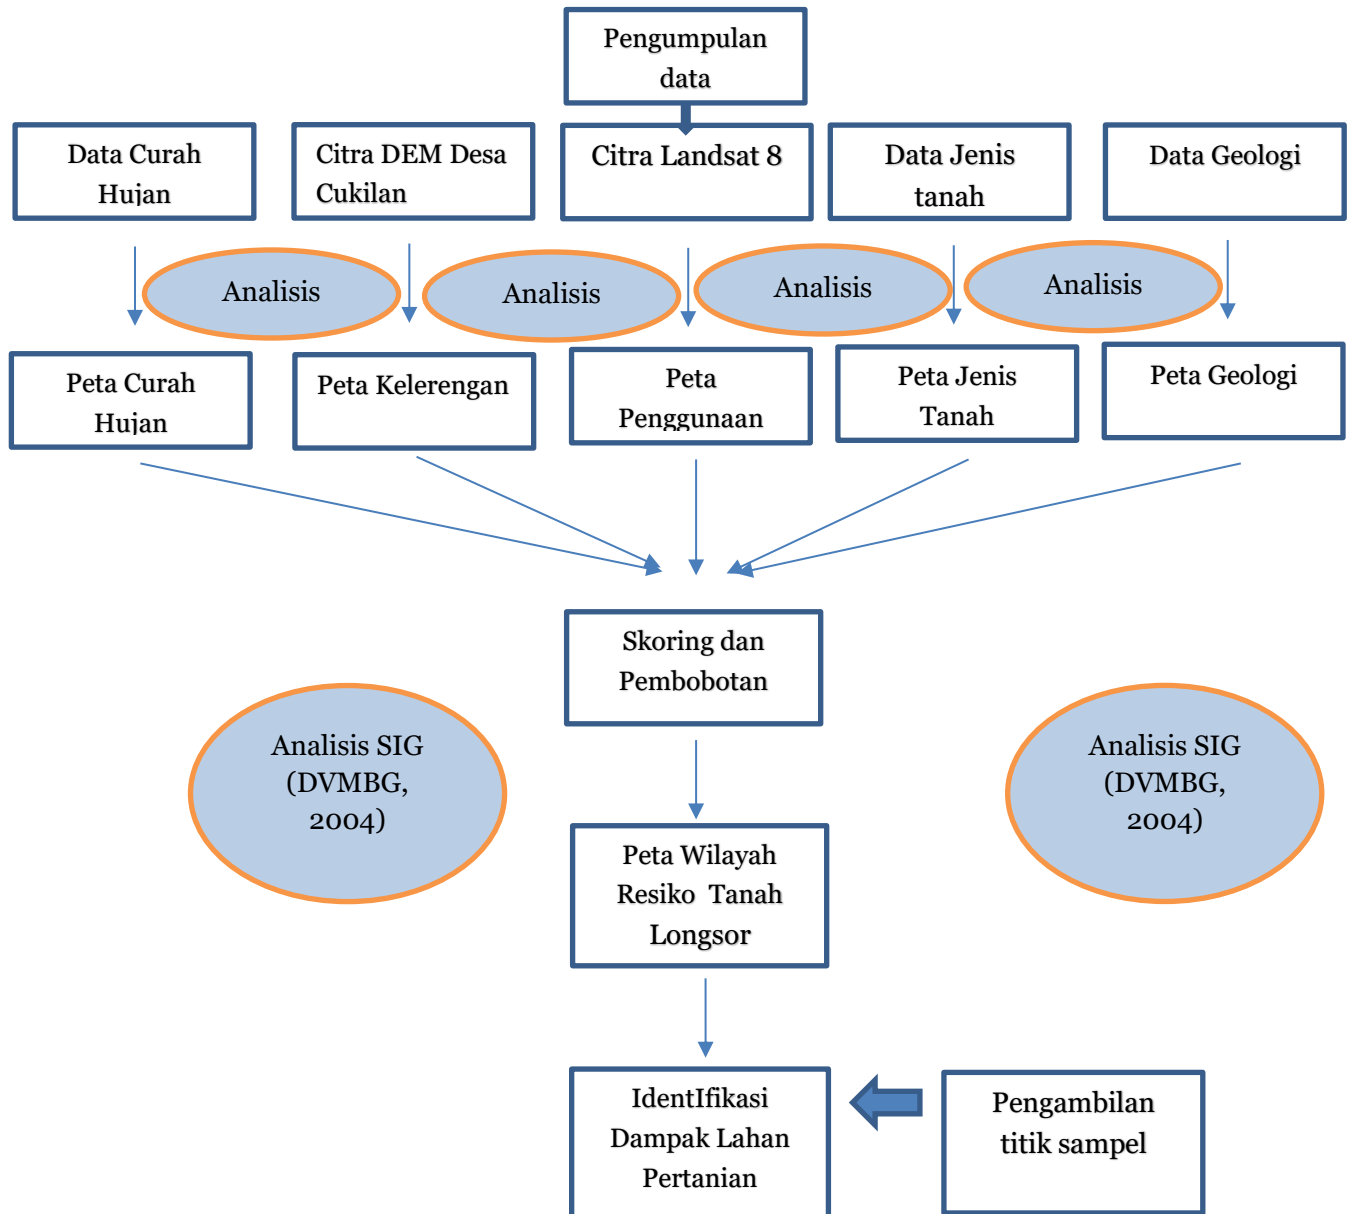 Pengumpulan
data
Data Curah
Hujan
Citra DEM Desa
Cukilan
Citra Landsat 8
Data Jenis
tanah
Data Geologi
Analisis
Analisis
Analisis
Analisis
Peta Curah
Hujan
Peta Kelerengan
Peta
Penggunaan
Peta Jenis
Tanah
Peta Geologi
Skoring dan
Pembobotan
Analisis SIG
(DVMBG,
2004)
Analisis SIG
(DVMBG,
2004)
Peta Wilayah
Resiko Tanah
Longsor
IdentIfikasi
Dampak Lahan
Pertanian
Pengambilan
titik sampel